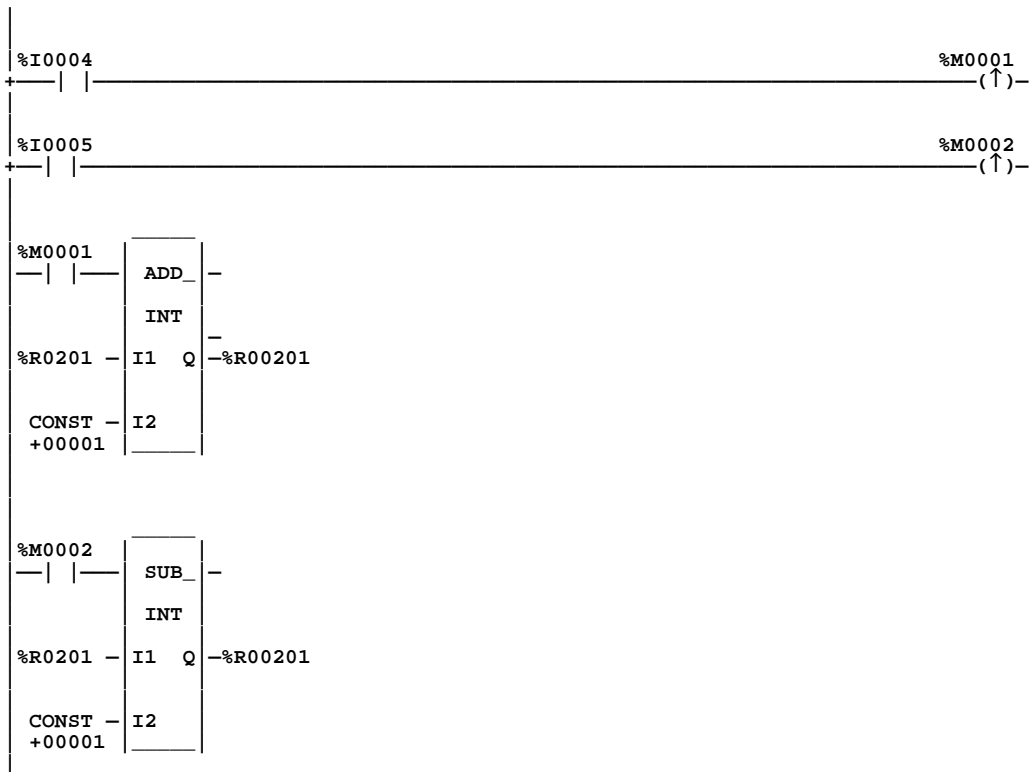 %I0004 %M0001
(↑)
%I0005 %M0002
(↑)
%M0001
ADD_
INT
%R0201 I1 Q %R00201
CONST I2
+00001
%M0002
SUB_
INT
%R0201 I1 Q %R00201
CONST I2
+00001